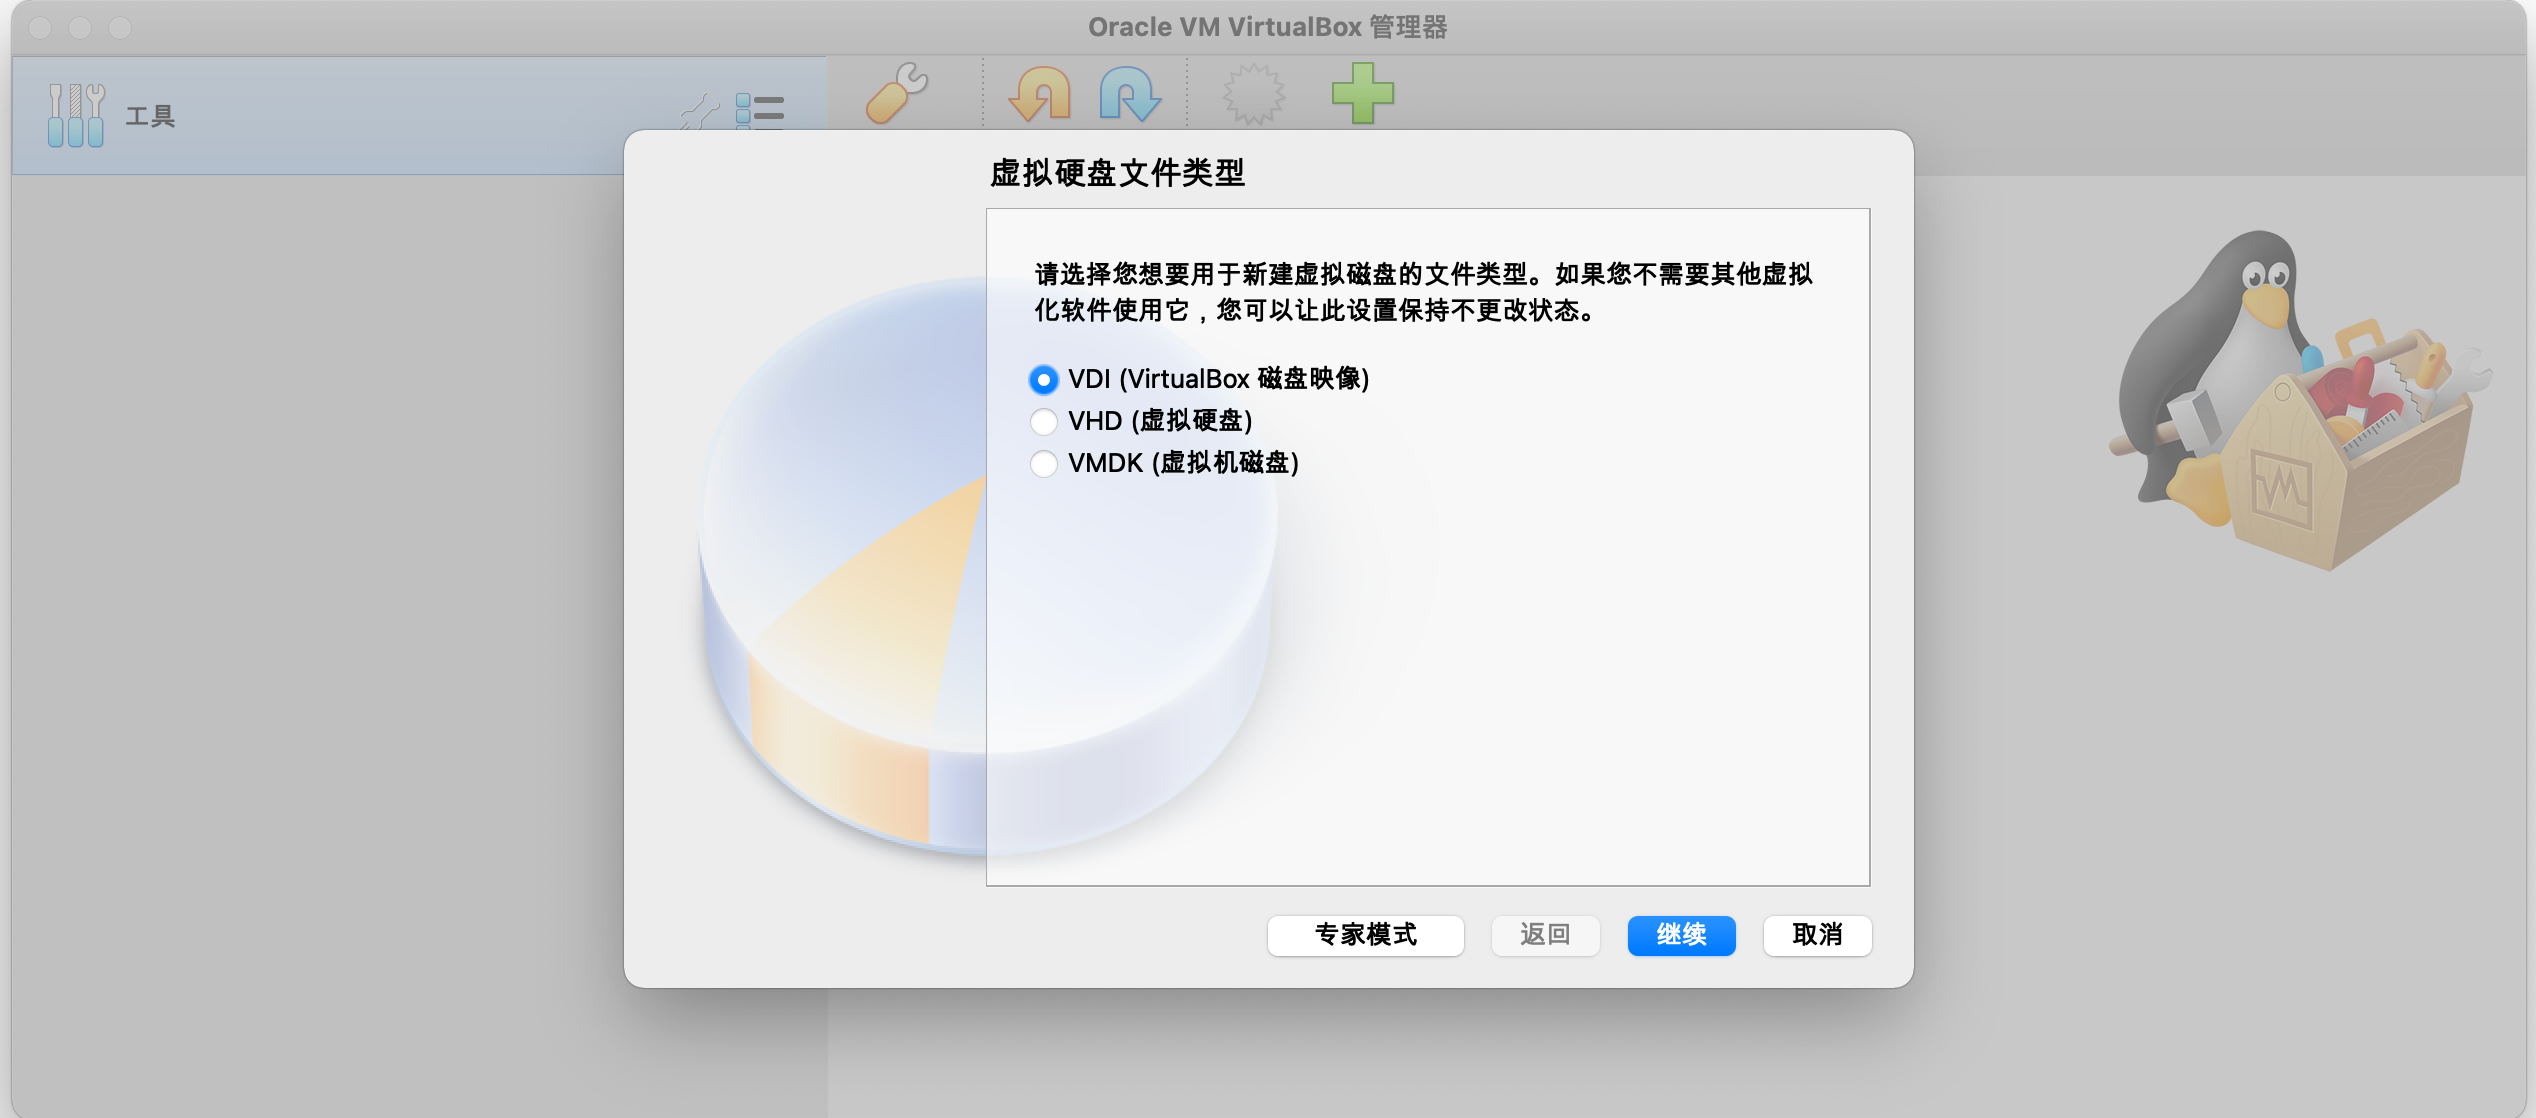 Oracle VM VirtualBox 管理器
工具
虚拟硬盘文件类型
请选择您想要用于新建虚拟磁盘的文件类型。如果您不需要其他虚拟
化软件使用它，您可以让此设置保持不更改状态。
VDI (VirtualBox 磁盘映像)
VHD (虚拟硬盘)
VMDK (虚拟机磁盘)
专家模式
返回
继续
取消